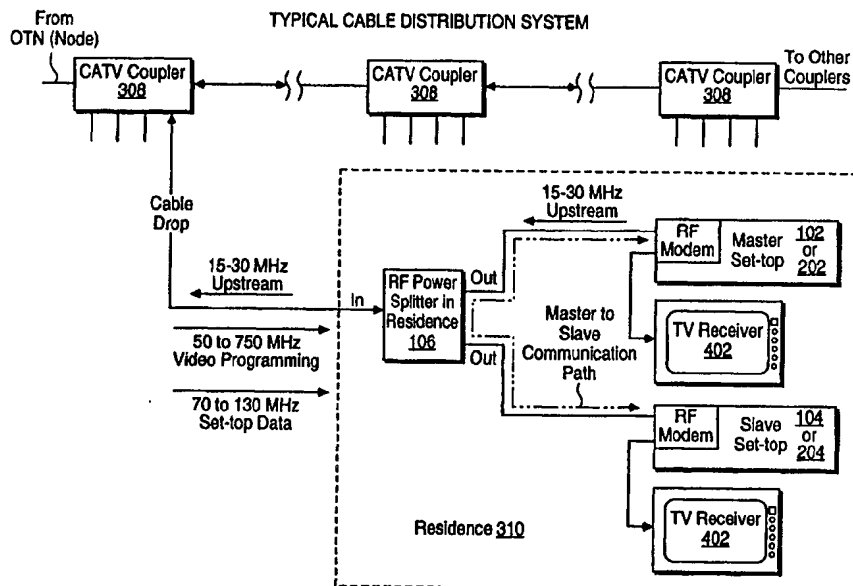 TYPICAL CABLE DISTRIBUTION SYSTEM
From
OTN (Node)
CATV Coupler
308
CATV Coupler
308
CATV Coupler
308
To Other
Couplers
Cable
Drop
15-30 MHz
Upstream
50 to 750 MHz
Video Programming
70 to 130 MHz
Set-top Data
In
RF Power
Splitter in
Residence
106
Out
Out
15-30 MHz
Upstream
Master to
Slave
Communication
Path
RF
Modem
Master
Set-top
102
or
202
TV Receiver
402
RF
Modem
Slave
Set-top
104
or
204
TV Receiver
402
Residence 310